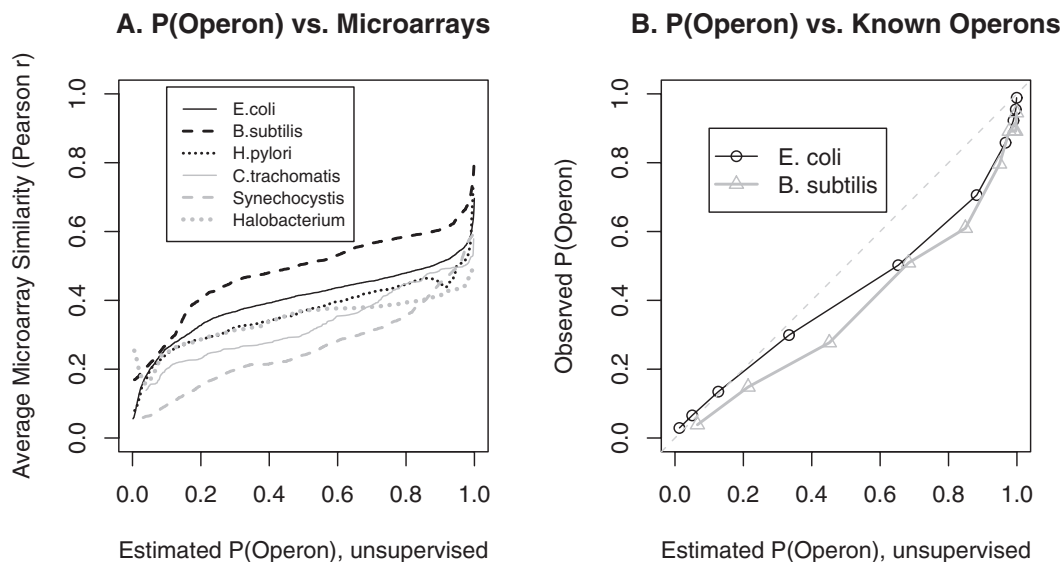 A. P(Operon) vs. Microarrays
Average Microarray Similarity (Pearson r)
1.0
0.8
0.6
0.4
0.2
0.0
E.coli
B.subtilis
H.pylori
C.trachomatis
Synechocystis
Halobacterium
0.0 0.2 0.4 0.6 0.8 1.0
Estimated P(Operon), unsupervised
B. P(Operon) vs. Known Operons
Observed P(Operon)
1.0
0.8
0.6
0.4
0.2
0.0
E. coli
B. subtilis
0.0 0.2 0.4 0.6 0.8 1.0
Estimated P(Operon), unsupervised